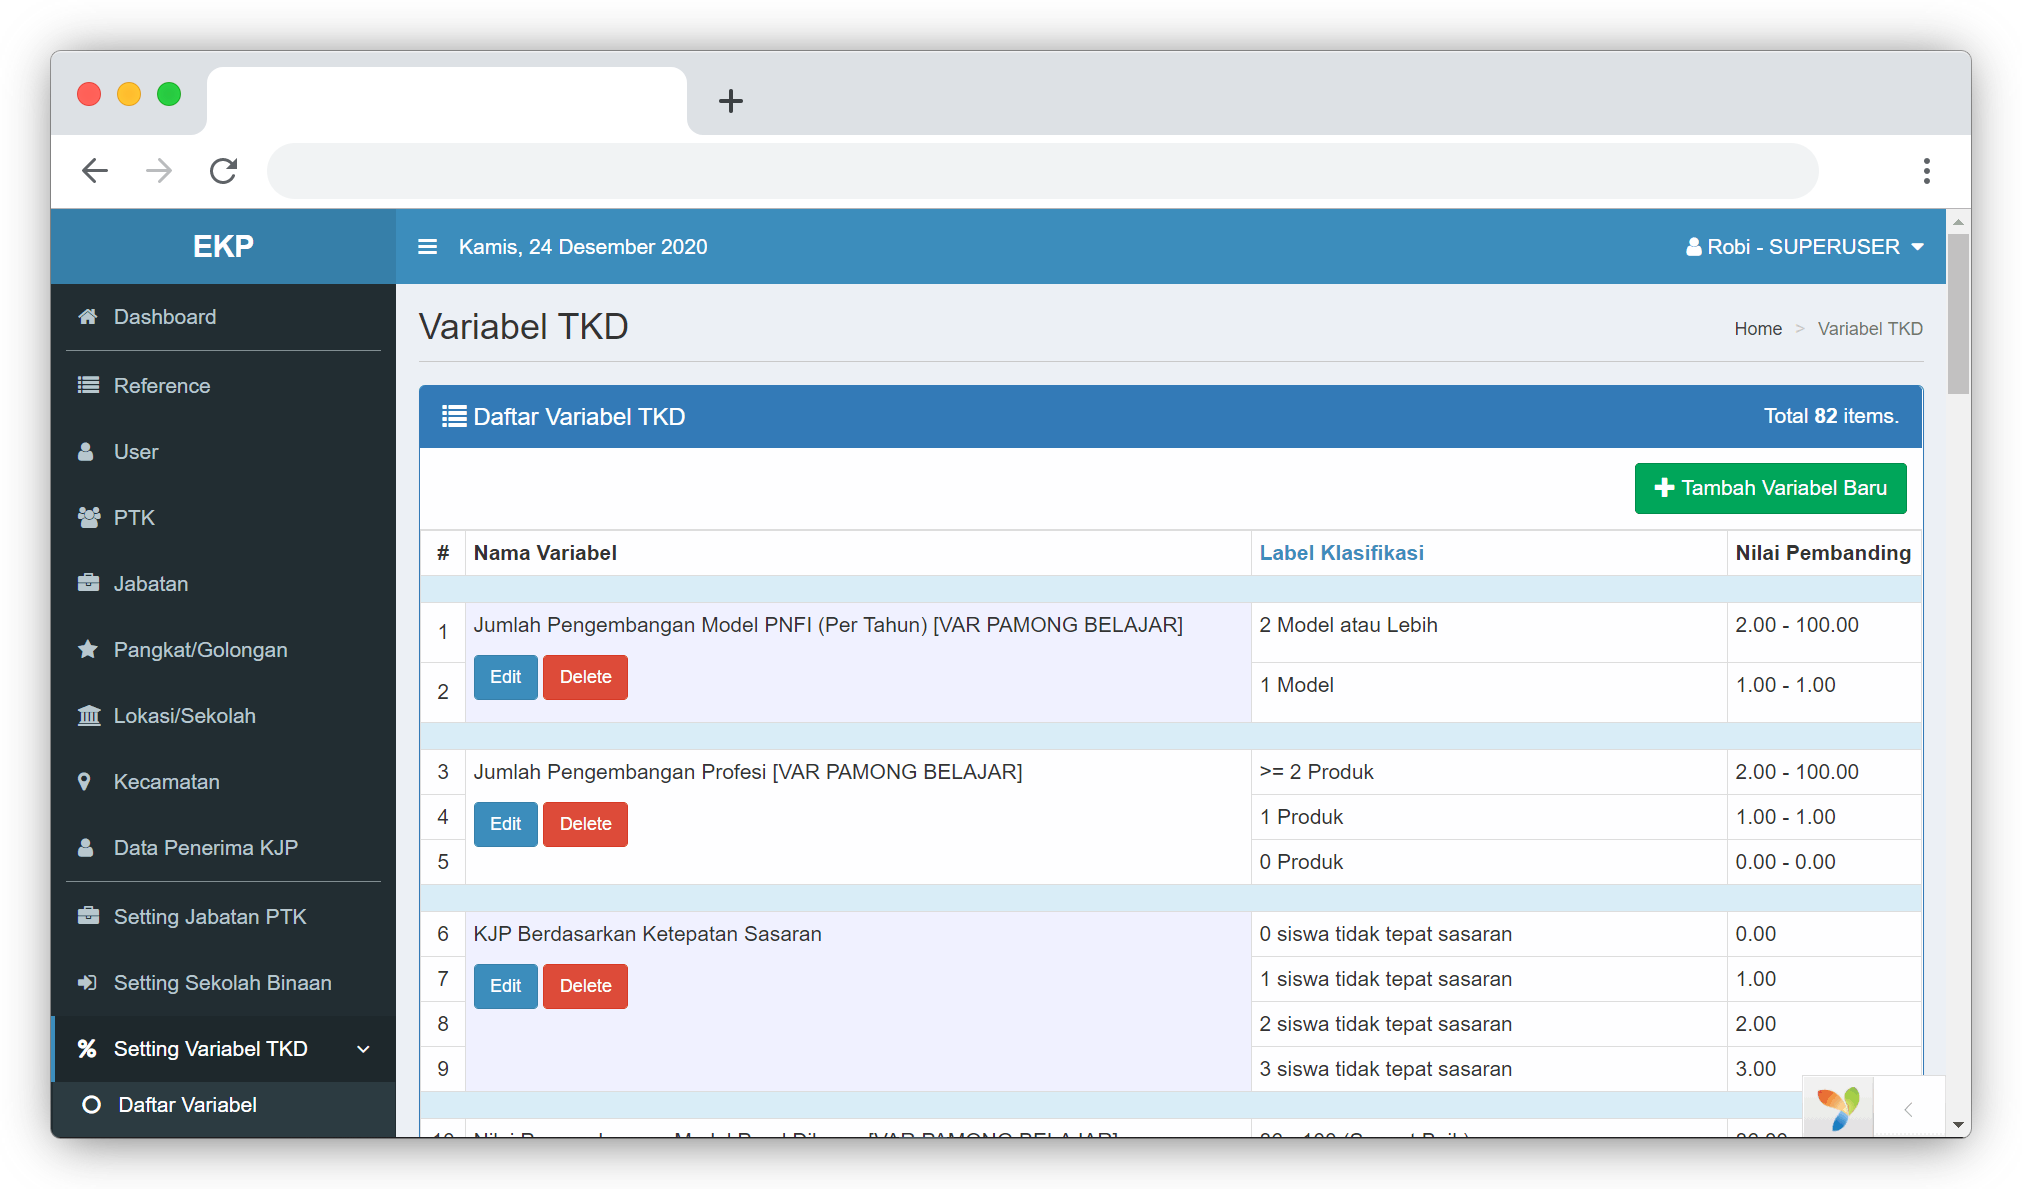 EKP
Kamis, 24 Desember 2020
Robi - SUPERUSER
Dashboard
Reference
User
PTK
Jabatan
Pangkat/Golongan
Lokasi/Sekolah
Kecamatan
Data Penerima KJP
Setting Jabatan PTK
Setting Sekolah Binaan
Setting Variabel TKD
Daftar Variabel
Variabel TKD
Home > Variabel TKD
Daftar Variabel TKD
Total 82 items.
Tambah Variabel Baru
# Nama Variabel Label Klasifikasi Nilai Pembanding
1 Jumlah Pengembangan Model PNFI (Per Tahun) [VAR PAMONG BELAJAR] 2 Model atau Lebih 2.00 - 100.00
Edit Delete
2 1 Model 1.00 - 1.00
3 Jumlah Pengembangan Profesi [VAR PAMONG BELAJAR] >= 2 Produk 2.00 - 100.00
Edit Delete
4 1 Produk 1.00 - 1.00
5 0 Produk 0.00 - 0.00
6 KJP Berdasarkan Ketepatan Sasaran 0 siswa tidak tepat sasaran 0.00
Edit Delete
7 1 siswa tidak tepat sasaran 1.00
8 2 siswa tidak tepat sasaran 2.00
9 3 siswa tidak tepat sasaran 3.00
[VAR PAMONG BELAJAR]